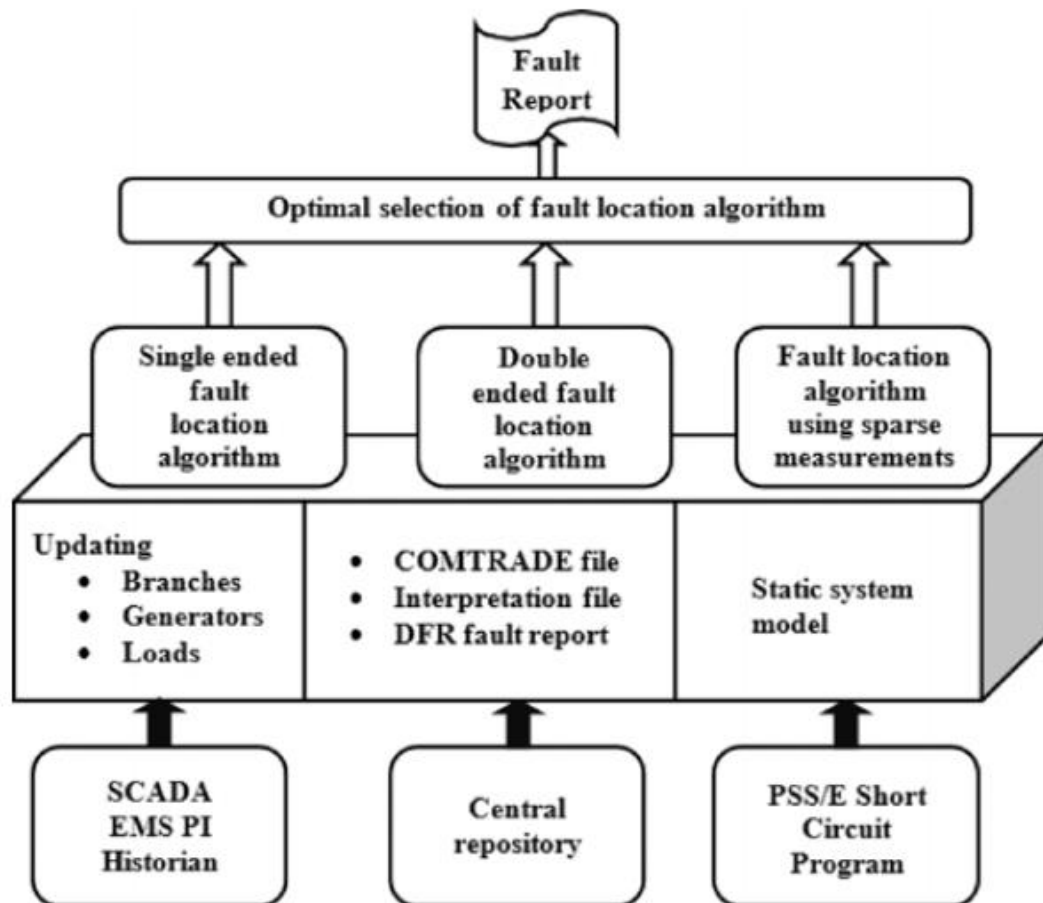 Fault
Report
Optimal selection of fault location algorithm
Single ended
fault
location
algorithm
Double
ended fault
location
algorithm
Fault location
algorithm
using sparse
measurements
Updating
• Branches
• Generators
• Loads
• COMTRADE file
• Interpretation file
• DFR fault report
Static system
model
SCADA
EMS PI
Historian
Central
repository
PSS/E Short
Circuit
Program